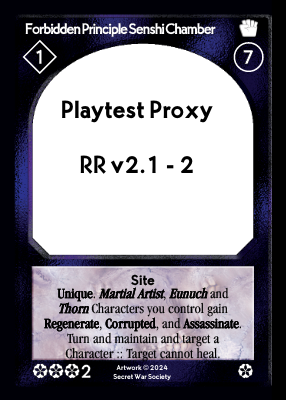 Forbidden Principle Senshi Chamber
1
7
Playtest Proxy
RR v2.1 - 2
Site
Unique. Martial Artist, Eunuch and
Thorn Characters you control gain
Regenerate, Corrupted, and Assassinate.
Turn and maintain and target a
Character :: Target cannot heal.
2
Artwork © 2024
Secret War Society